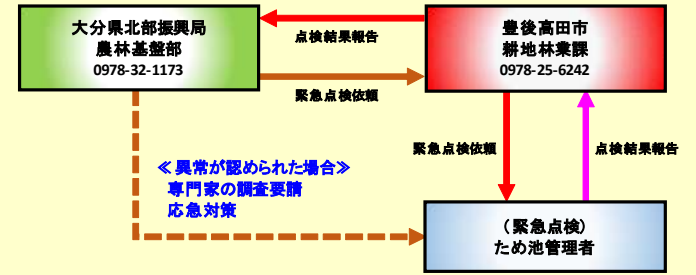 大分県北部振興局
農林基盤部
0978-32-1173
点検結果報告
緊急点検依頼
豊後高田市
耕地林業課
0978-25-6242
緊急点検依頼
点検結果報告
≪異常が認められた場合≫
専門家の調査要請
応急対策
（緊急点検）
ため池管理者